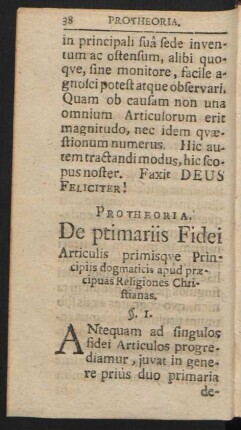 38 PROTHEORIA.
in principali suâ sede inven-
tum ac ostensum, alibi quo-
qve, sine monitore, facile a-
gnosci potest atque observari.
Quam ob causam non una
omnium Articulorum erit
magnitudo, nec idem qvæ-
stionum numerus. Hic au-
tem tractandi modus, hic sco-
pus noster. Faxit DEUS
FELICITER!
PROTHEORIA.
De primariis Fidei
Articulis primisqve Prin-
cipiis dogmaticis apud præ-
cipuas Religiones Chri-
stianas.
§. 1.
ANtequam ad singulos
fidei Articulos progre-
diamur, juvat in gene-
re priùs duo primaria
de-